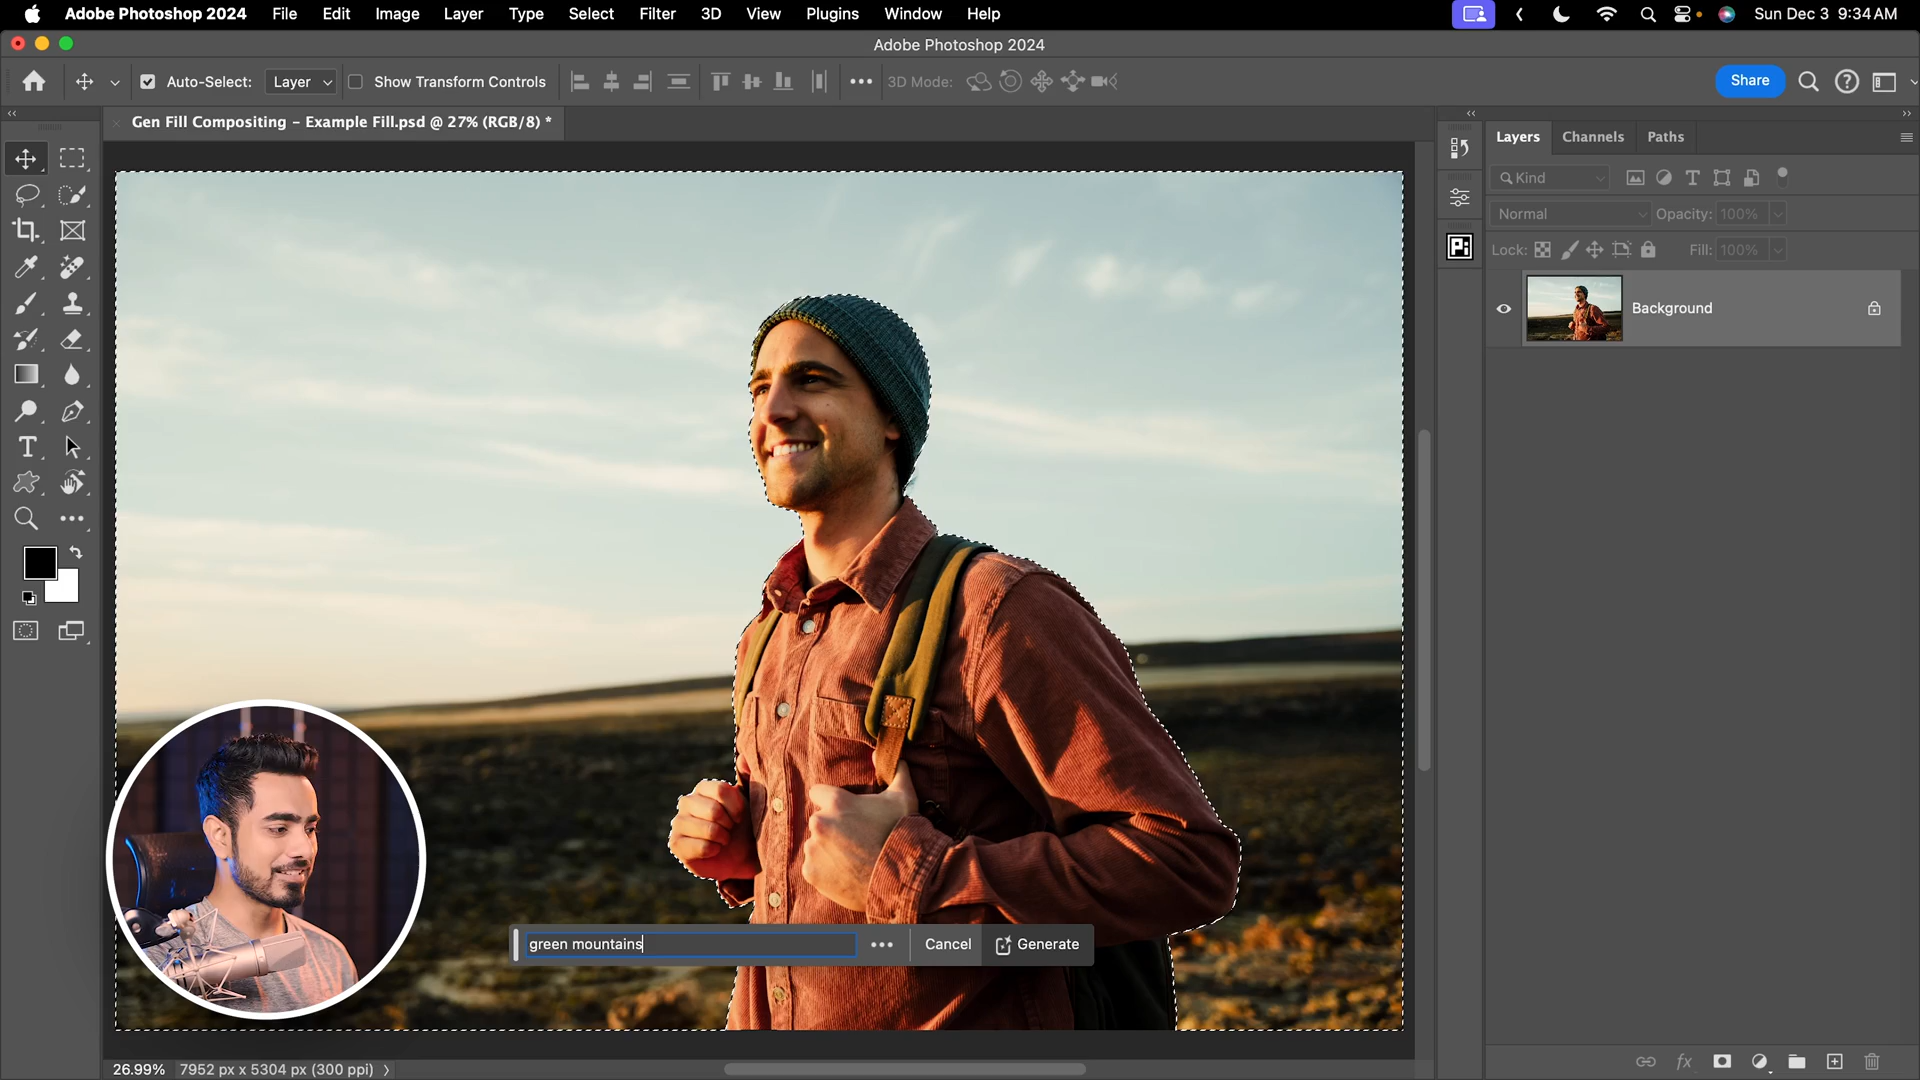 Adobe Photoshop 2024 File Edit Image Layer Type Select Filter 3D View Plugins Window Help Sun Dec 3 9:34 AM
Adobe Photoshop 2024
Auto-Select: Layer Show Transform Controls 3D Mode: Share
Gen Fill Compositing – Example Fill.psd @ 27% (RGB/8) *
Layers Channels Paths
Kind
Normal Opacity: 100%
Lock: Fill: 100%
Background
green mountains Cancel Generate
26.99% 7952 px x 5304 px (300 ppi)